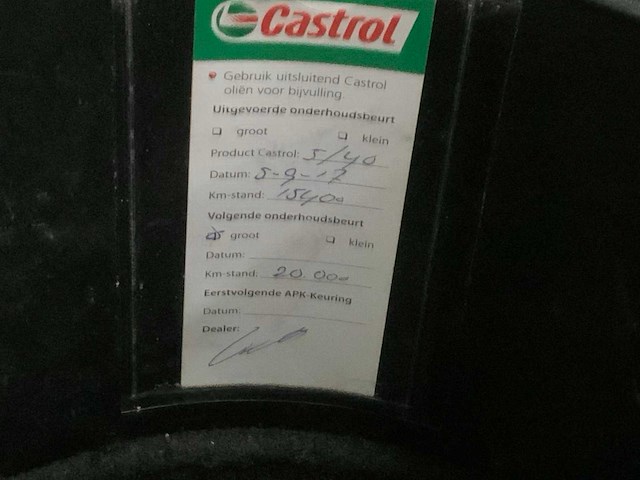 Castrol
Gebruik uitsluitend Castrol
oliën voor bijvulling.
Uitgevoerde onderhoudsbeurt
groot klein
Product Castrol: 5/40
Datum: 5-9-17
Km-stand: 15400
Volgende onderhoudsbeurt
groot klein
Datum:
Km-stand: 20.000
Eerstvolgende APK-Keuring
Datum:
Dealer: